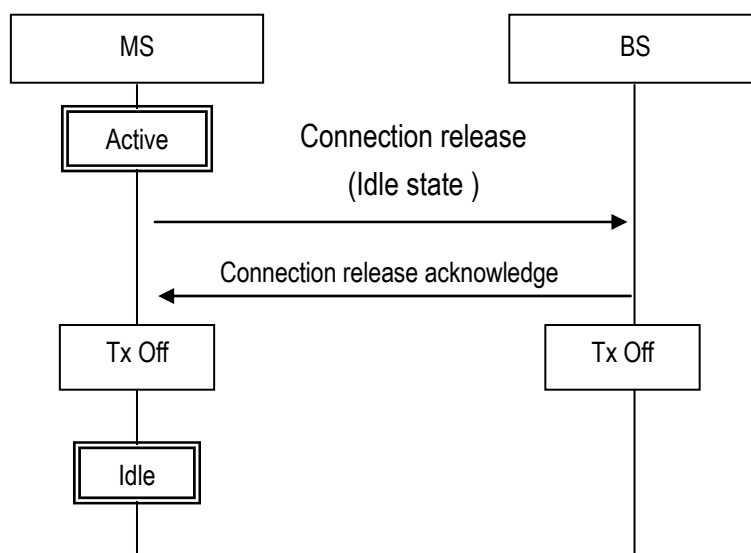 MS
BS
Active
Connection release
(Idle state )
Connection release acknowledge
Tx Off
Tx Off
Idle